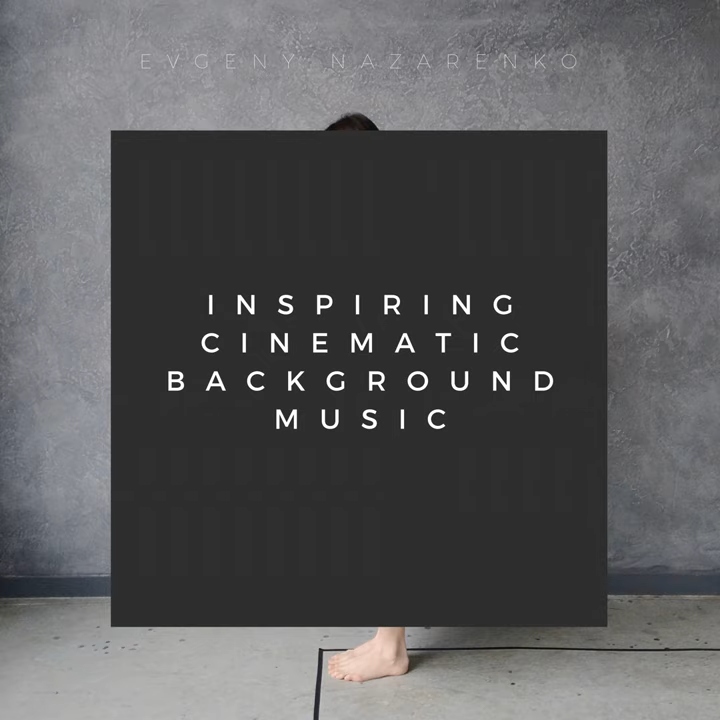 EVGENY NAZARENKO
INSPIRING
CINEMATIC
BACKGROUND
MUSIC